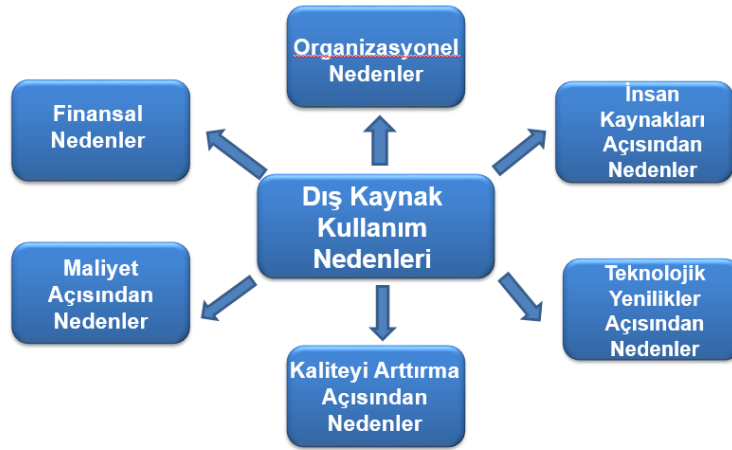 Organizasyonel
Nedenler
Finansal
Nedenler
İnsan
Kaynakları
Açısından
Nedenler
Dış Kaynak
Kullanım
Nedenleri
Maliyet
Açısından
Nedenler
Teknolojik
Yenilikler
Açısından
Nedenler
Kaliteyi Arttırma
Açısından
Nedenler